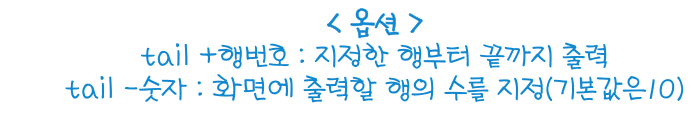 < 옵션 >
tail +행번호 : 지정한 행부터 끝까지 출력
tail -숫자 : 화면에 출력할 행의 수를 지정(기본값은10)